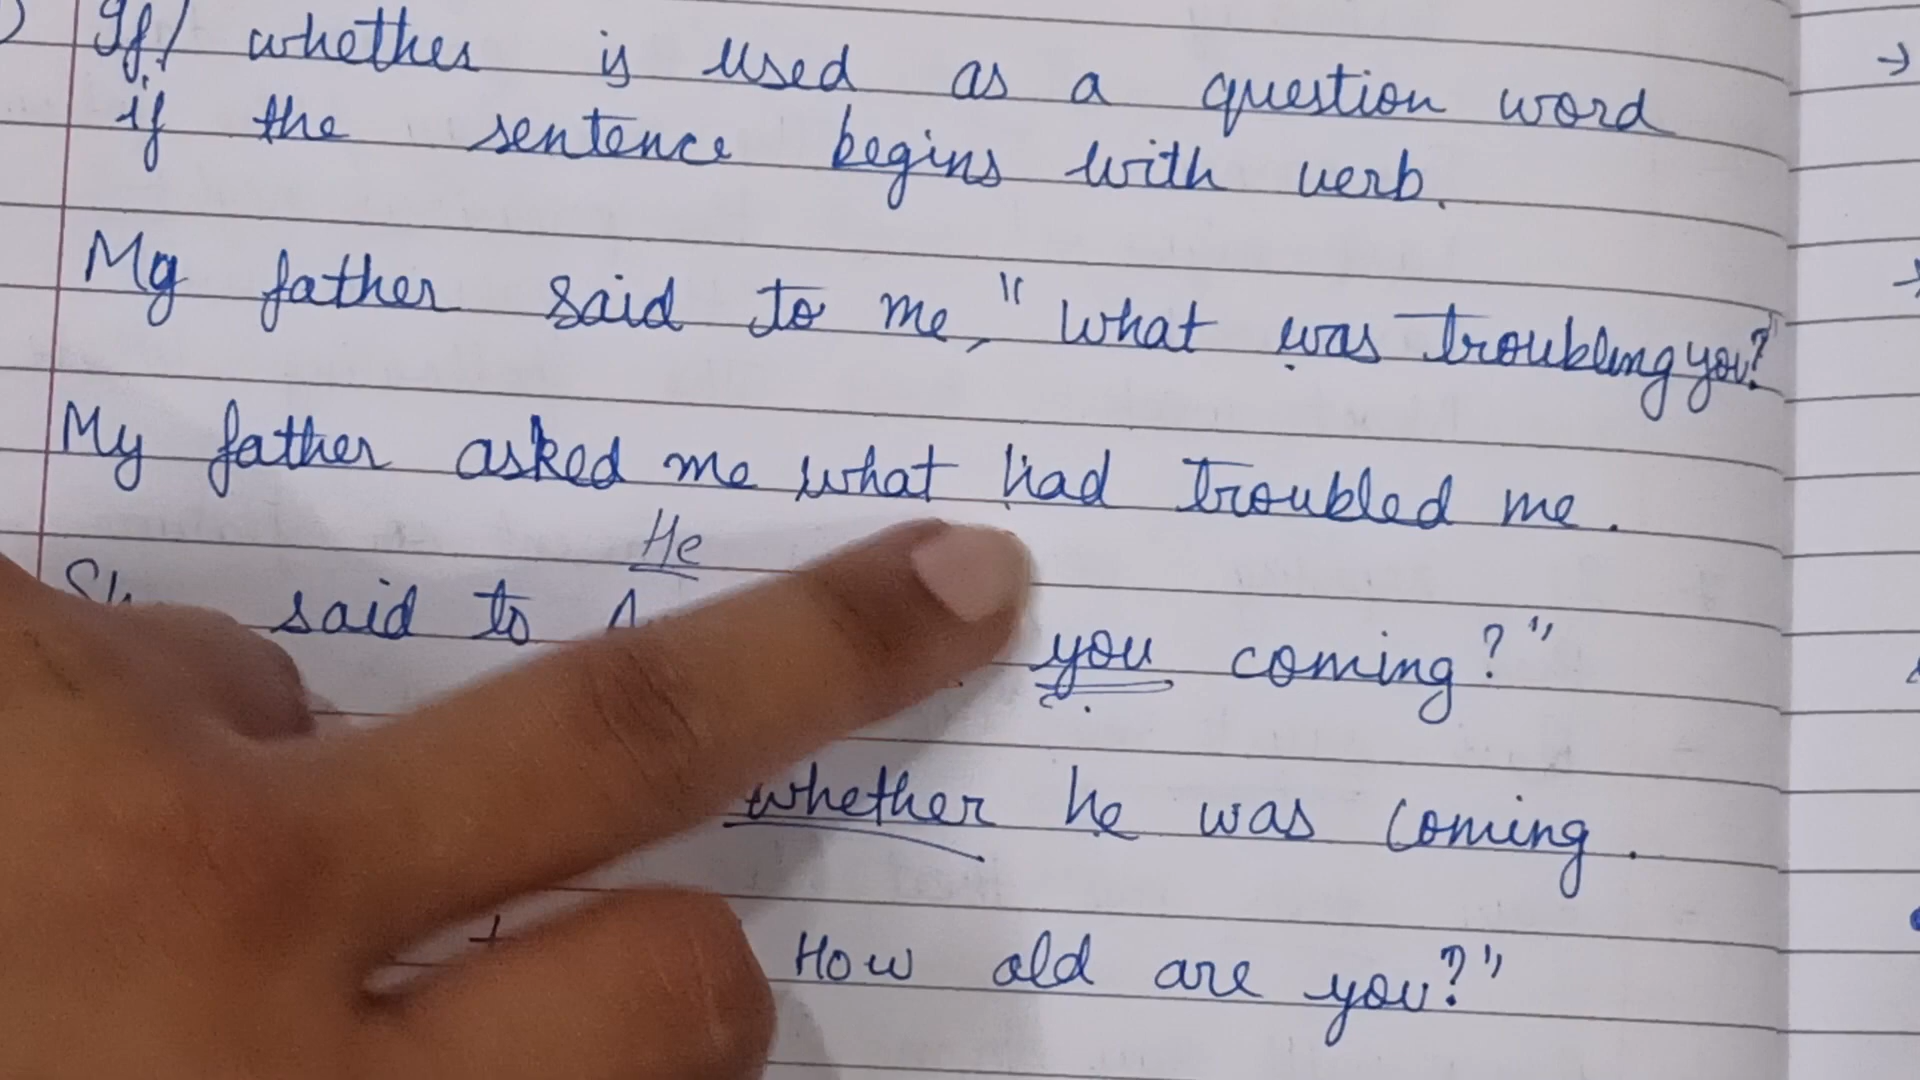 If/ whether is used as a question word
if the sentence begins with verb.
My father said to me, "What was troubling you?"
My father asked me what had troubled me.
He
said to
you coming?"
whether he was coming.
How old are you?"